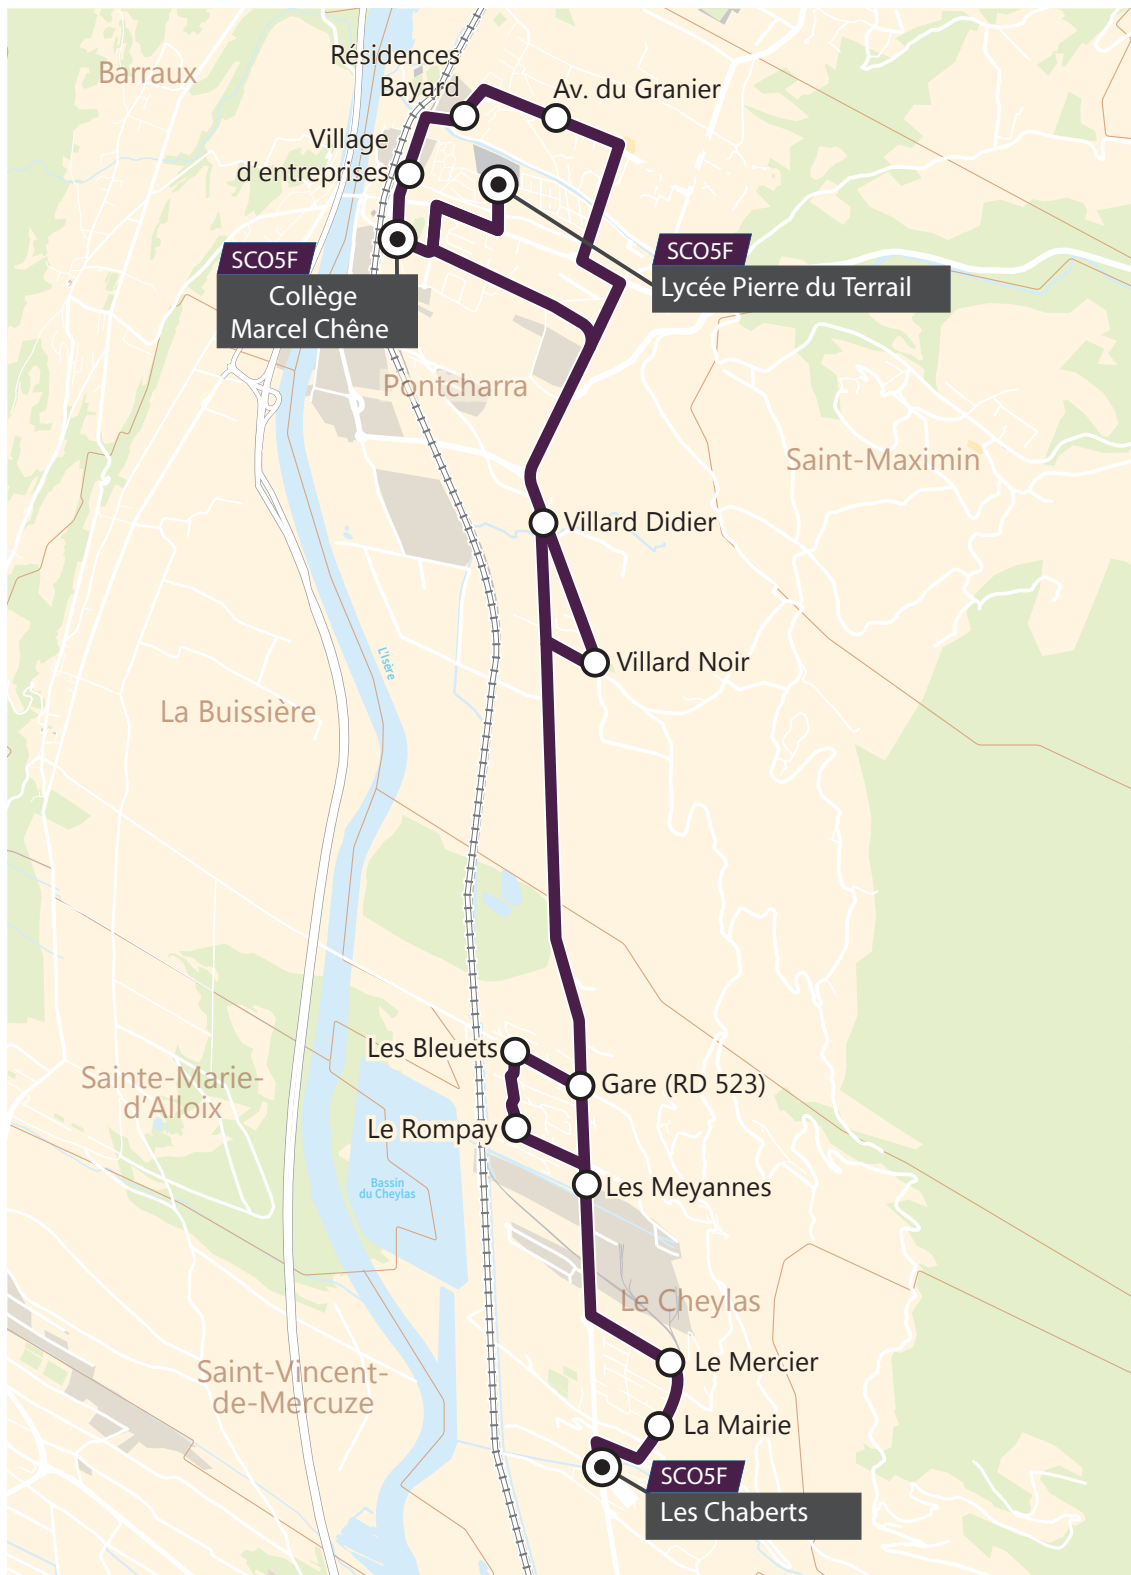 Résidences
Bayard
Av. du Granier
Barraux
Village
d'entreprises
SCO5F
Collège
Marcel Chêne
SCO5F
Lycée Pierre du Terrail
Pontcharra
Saint-Maximin
Villard Didier
Villard Noir
L'Isère
La Buissière
Les Bleuets
Gare (RD 523)
Sainte-Marie-
d'Alloix
Le Rompay
Les Meyannes
Bassin
du Cheylas
Le Cheylas
Le Mercier
Saint-Vincent-
de-Mercuze
La Mairie
SCO5F
Les Chaberts